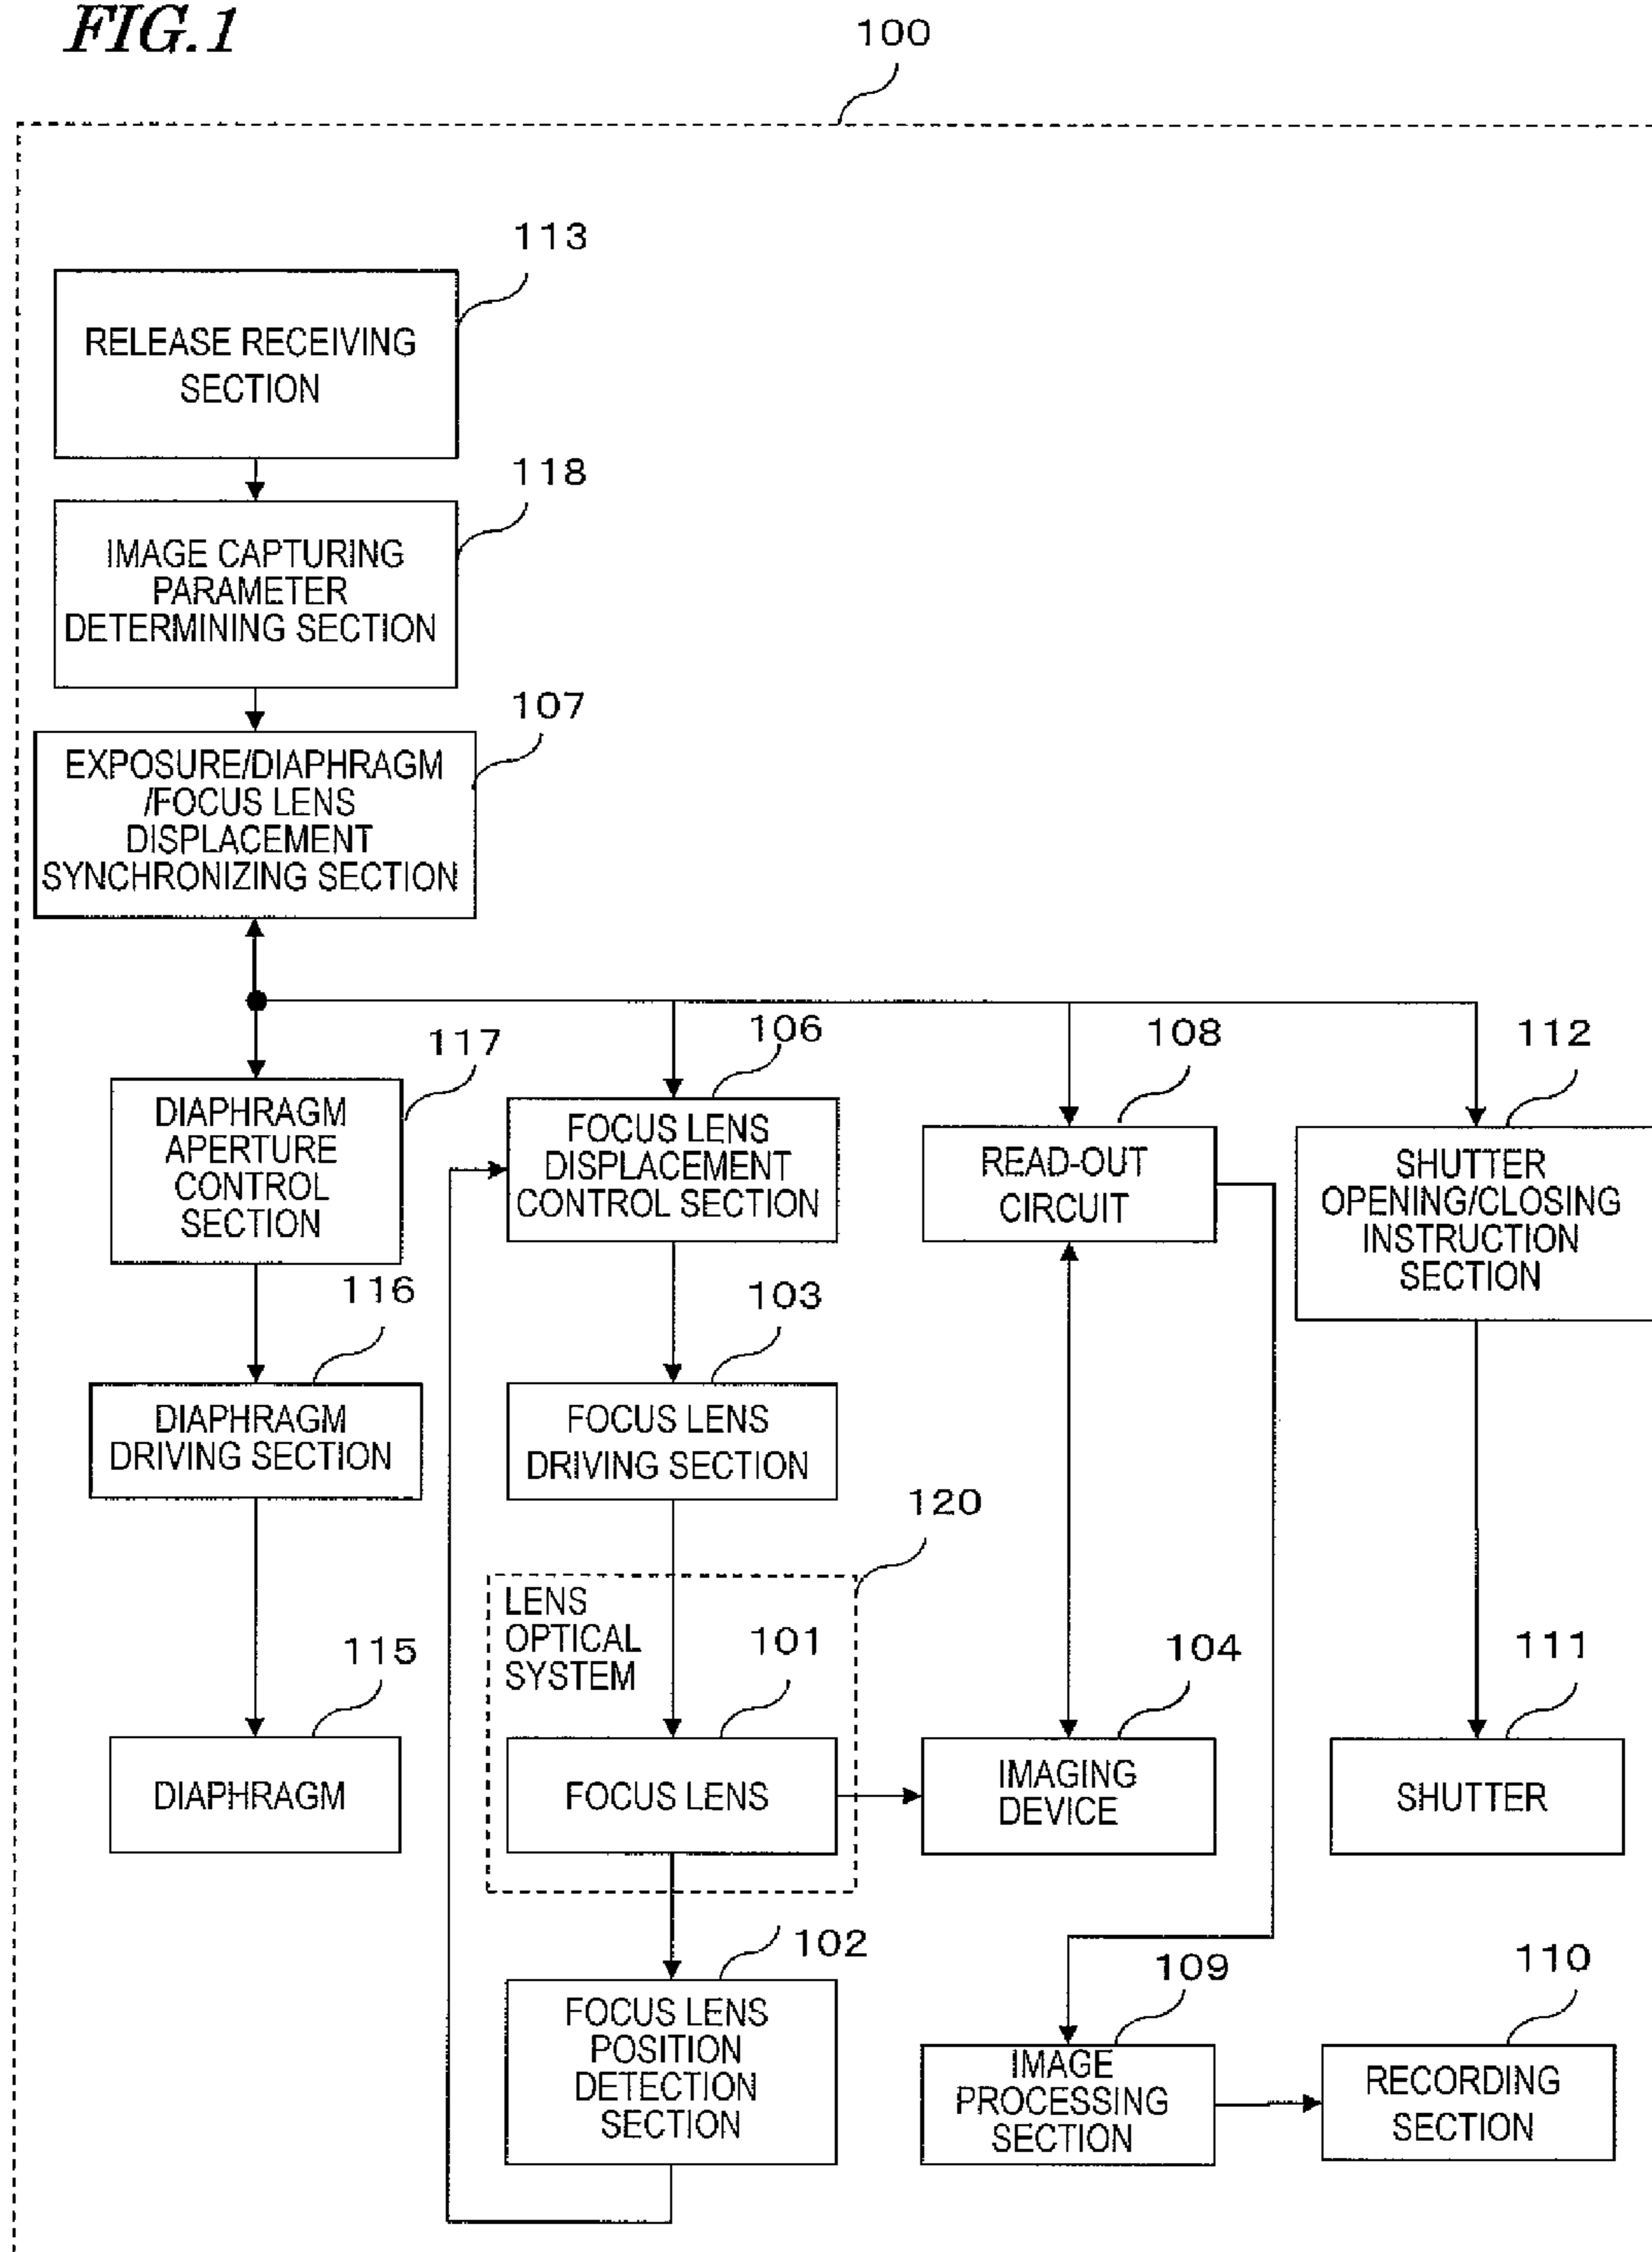 FIG.1
100
113
RELEASE RECEIVING
SECTION
118
IMAGE CAPTURING
PARAMETER
DETERMINING SECTION
107
EXPOSURE/DIAPHRAGM
/FOCUS LENS
DISPLACEMENT
SYNCHRONIZING SECTION
117
DIAPHRAGM
APERTURE
CONTROL
SECTION
106
FOCUS LENS
DISPLACEMENT
CONTROL SECTION
108
READ-OUT
CIRCUIT
112
SHUTTER
OPENING/CLOSING
INSTRUCTION
SECTION
116
DIAPHRAGM
DRIVING SECTION
103
FOCUS LENS
DRIVING SECTION
120
LENS
OPTICAL
SYSTEM
115
DIAPHRAGM
101
FOCUS LENS
104
IMAGING
DEVICE
111
SHUTTER
102
FOCUS LENS
POSITION
DETECTION
SECTION
109
IMAGE
PROCESSING
SECTION
110
RECORDING
SECTION